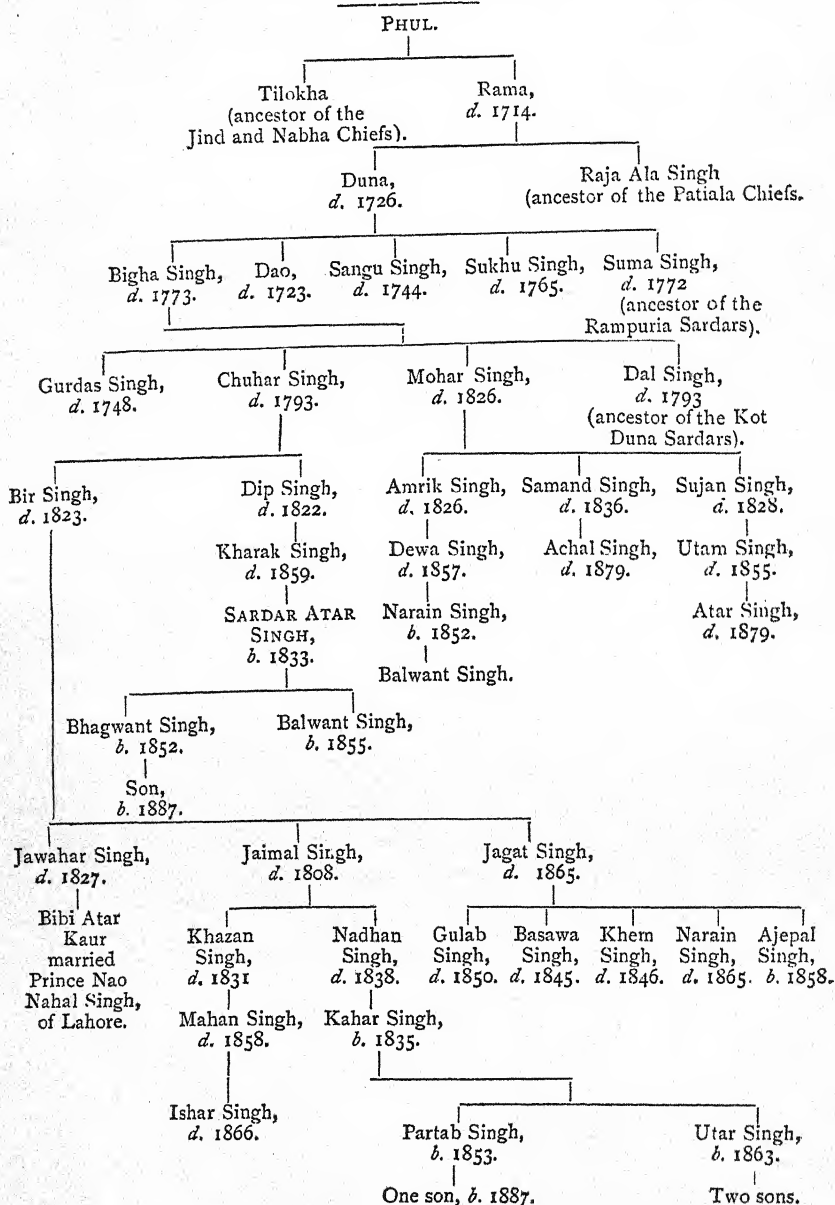 PHUL.
Tilokha
(ancestor of the
Jind and Nabha Chiefs).
Rama,
d. 1714.
Duna,
d. 1726.
Raja Ala Singh
(ancestor of the Patiala Chiefs.
Bigha Singh,
d. 1773.
Dao,
d. 1723.
Sangu Singh,
d. 1744.
Sukhu Singh,
d. 1765.
Suma Singh,
d. 1772
(ancestor of the
Rampuria Sardars).
Gurdas Singh,
d. 1748.
Chuhar Singh,
d. 1793.
Mohar Singh,
d. 1826.
Dal Singh,
d. 1793
(ancestor of the Kot
Duna Sardars).
Bir Singh,
d. 1823.
Dip Singh,
d. 1822.
Amrik Singh,
d. 1826.
Samand Singh,
d. 1836.
Sujan Singh,
d. 1828.
Kharak Singh,
d. 1859.
Dewa Singh,
d. 1857.
Achal Singh,
d. 1879.
Utam Singh,
d. 1855.
SARDAR ATAR
SINGH,
b. 1833.
Narain Singh,
b. 1852.
Atar Singh,
d. 1879.
Balwant Singh.
Bhagwant Singh,
b. 1852.
Balwant Singh,
b. 1855.
Son,
b. 1887.
Jawahar Singh,
d. 1827.
Jaimal Singh,
d. 1808.
Jagat Singh,
d. 1865.
Bibi Atar
Kaur
married
Prince Nao
Nahal Singh,
of Lahore.
Khazan
Singh,
d. 1831
Nadhan
Singh,
d. 1838.
Gulab
Singh,
d. 1850.
Basawa
Singh,
d. 1845.
Khem
Singh,
d. 1846.
Narain
Singh,
d. 1865.
Ajepal
Singh,
b. 1858.
Mahan Singh,
d. 1858.
Kahar Singh,
b. 1835.
Ishar Singh,
d. 1866.
Partab Singh,
b. 1853.
Utar Singh,
b. 1863.
One son, b. 1887.
Two sons.